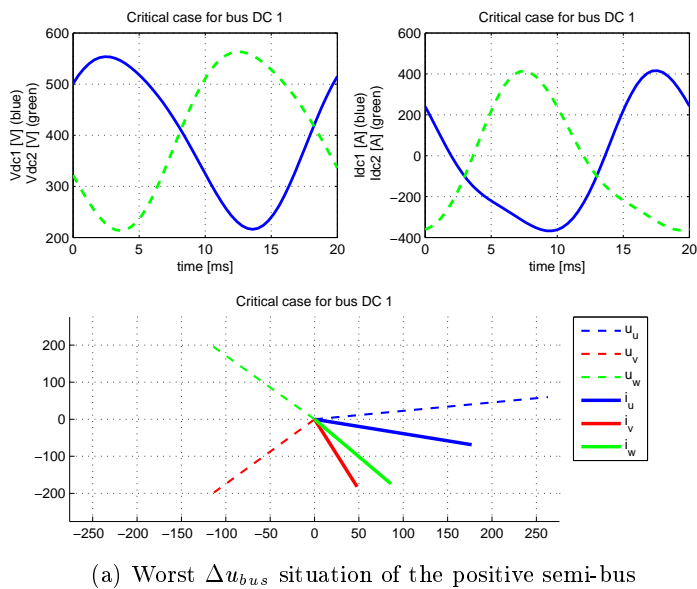 Critical case for bus DC 1
Vdc1 [V] (blue)
Vdc2 [V] (green)
600
500
400
300
200
0
5
10
15
20
time [ms]
Critical case for bus DC 1
Idc1 [A] (blue)
Idc2 [A] (green)
600
400
200
0
−200
−400
0
5
10
15
20
time [ms]
Critical case for bus DC 1
200
100
0
−100
−200
−250
−200
−150
−100
−50
0
50
100
150
200
250
u_u
u_v
u_w
i_u
i_v
i_w
(a) Worst Δu_bus situation of the positive semi-bus